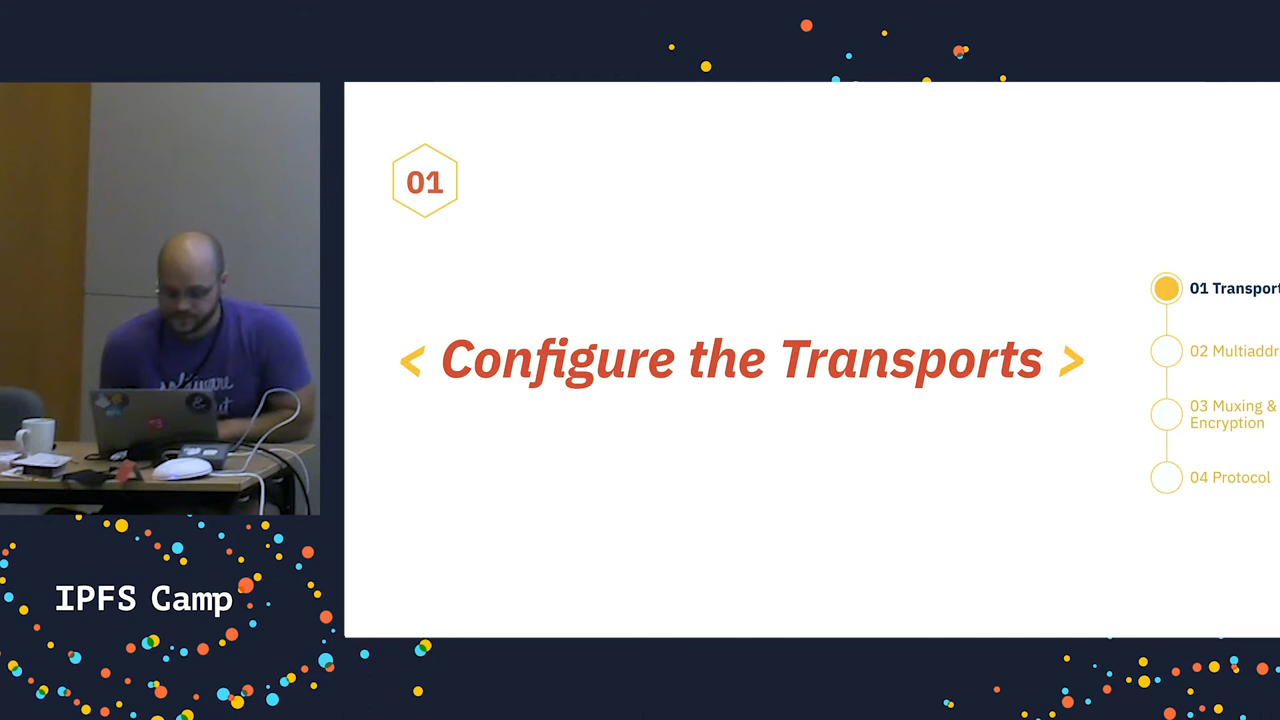 01
< Configure the Transports >
01 Transport
02 Multiaddr
03 Muxing &
Encryption
04 Protocol
IPFS Camp